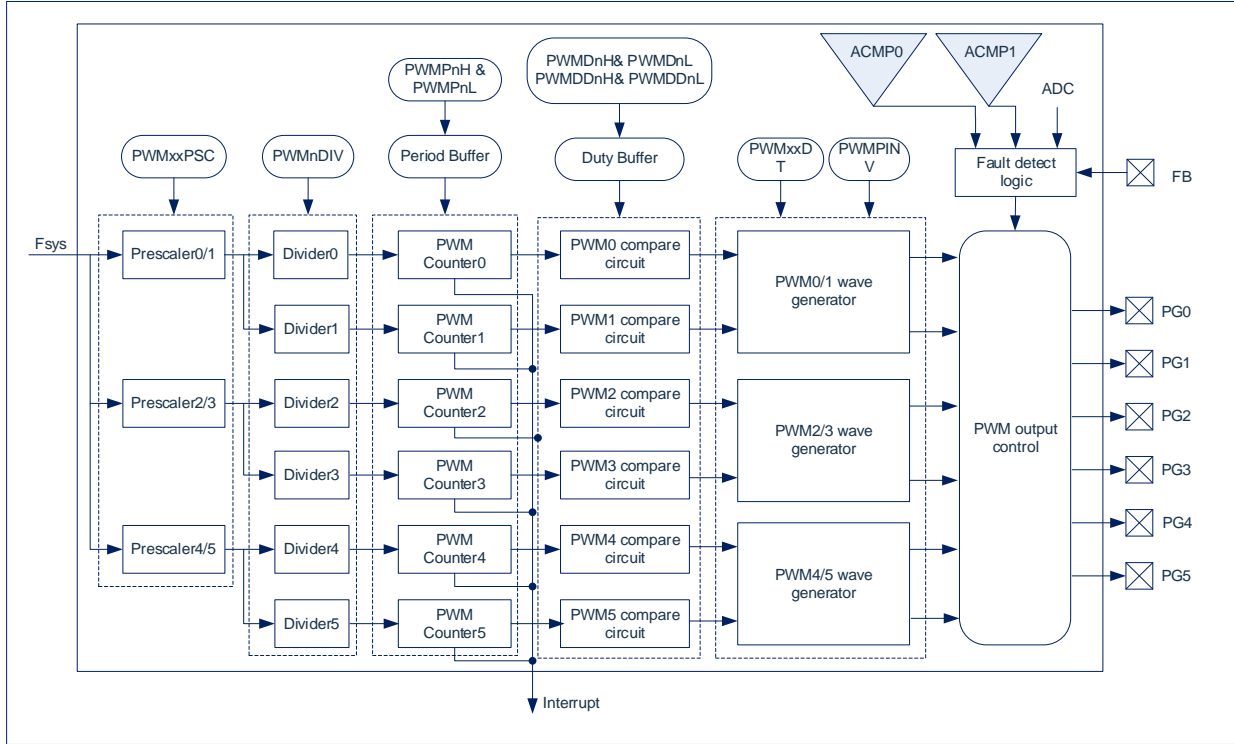 PWMPnH &
PWMPnL
PWMDnH& PWMDnL
PWMDDnH& PWMDDnL
ACMP0
ACMP1
ADC
PWMxxPSC
PWMnDIV
Period Buffer
Duty Buffer
PWMxxD
T
PWMPIN
V
Fault detect
logic
FB
Fsys
Prescaler0/1
Divider0
PWM
Counter0
PWM0 compare
circuit
PWM0/1 wave
generator
Divider1
PWM
Counter1
PWM1 compare
circuit
Prescaler2/3
Divider2
PWM
Counter2
PWM2 compare
circuit
PWM2/3 wave
generator
Divider3
PWM
Counter3
PWM3 compare
circuit
Prescaler4/5
Divider4
PWM
Counter4
PWM4 compare
circuit
PWM4/5 wave
generator
Divider5
PWM
Counter5
PWM5 compare
circuit
PWM output
control
PG0
PG1
PG2
PG3
PG4
PG5
Interrupt